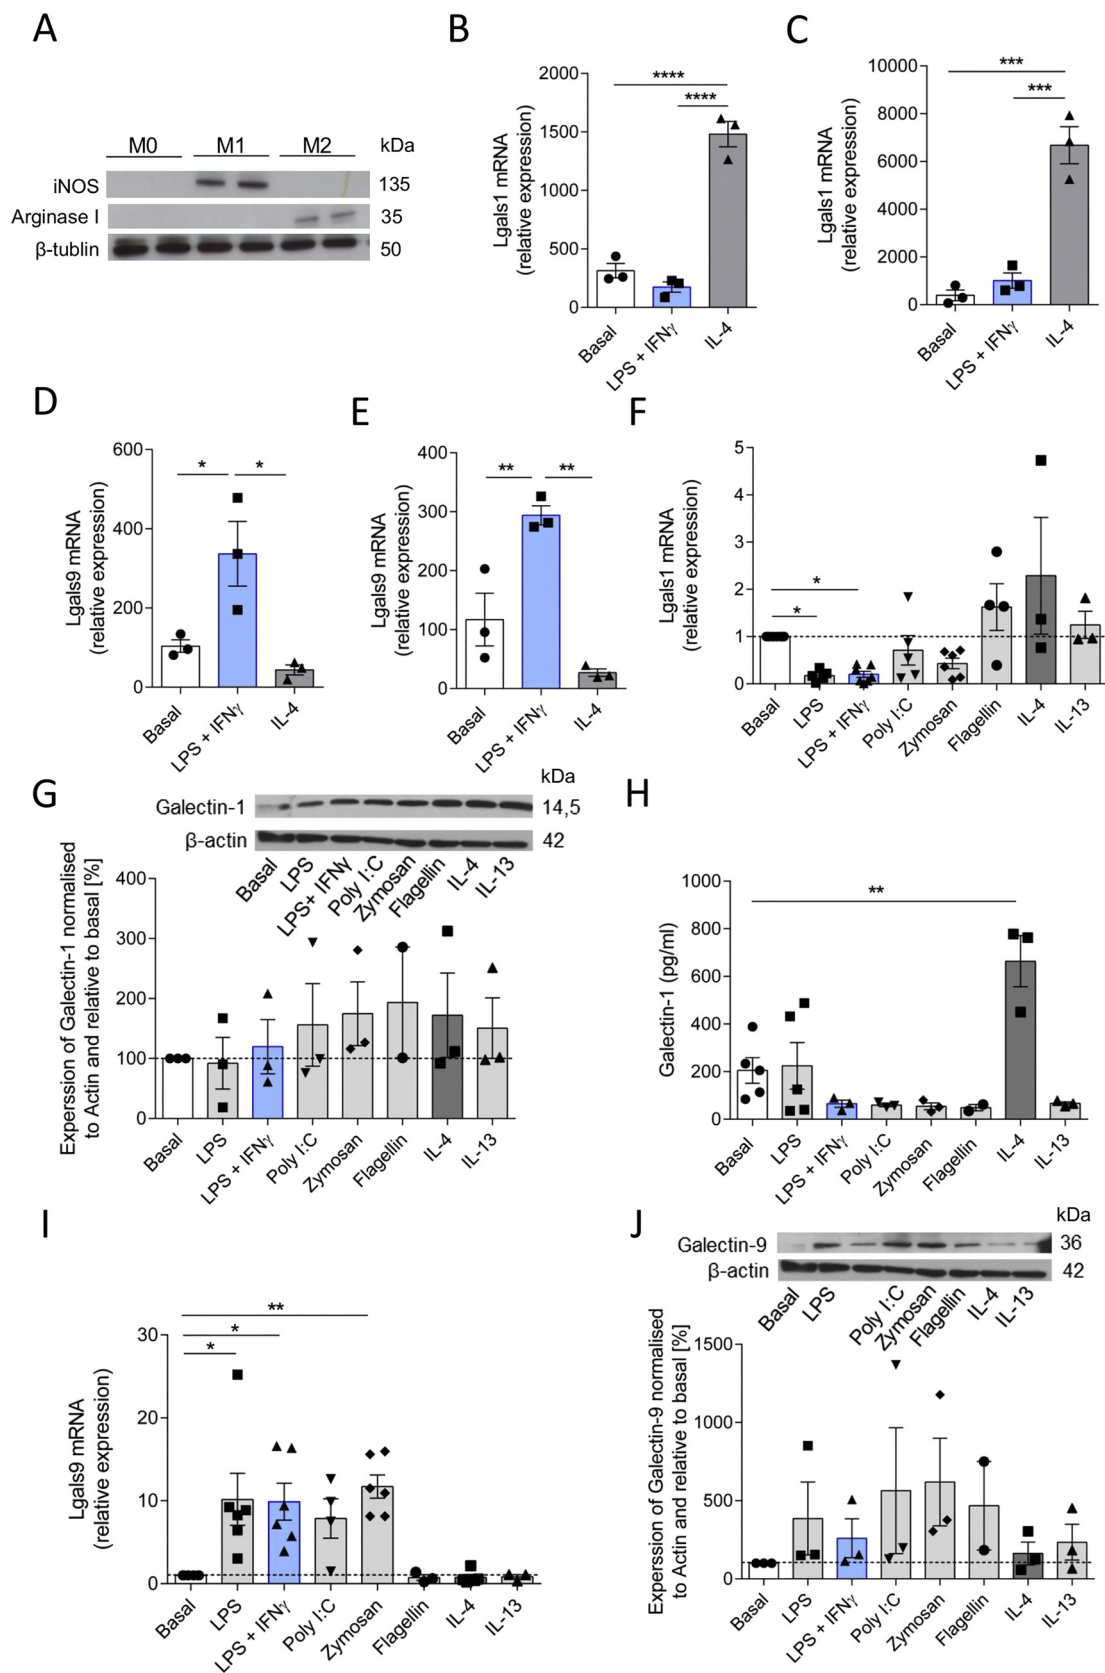 A
M0 M1 M2 kDa
iNOS 135
Arginase I 35
β-tublin 50
B
Lgals1 mRNA
(relative expression)
2000
1500
1000
500
0
****
****
Basal
LPS + IFNγ
IL-4
C
Lgals1 mRNA
(relative expression)
10000
8000
6000
4000
2000
0
***
***
Basal
LPS + IFNγ
IL-4
D
Lgals9 mRNA
(relative expression)
600
400
200
0
* *
Basal
LPS + IFNγ
IL-4
E
Lgals9 mRNA
(relative expression)
400
300
200
100
0
** **
Basal
LPS + IFNγ
IL-4
F
Lgals1 mRNA
(relative expression)
5
4
3
2
1
0
*
*
Basal
LPS
LPS + IFNγ
Poly I:C
Zymosan
Flagellin
IL-4
IL-13
G
kDa
Galectin-1 14,5
β-actin 42
Basal
LPS
LPS+ IFNγ
Poly I:C
Zymosan
Flagellin
IL-4
IL-13
Experssion of Galectin-1 normalised
to Actin and relative to basal [%]
400
300
200
100
0
Basal
LPS
LPS + IFNγ
Poly I:C
Zymosan
Flagellin
IL-4
IL-13
H
Galectin-1 (pg/ml)
1000
800
600
400
200
0
**
Basal
LPS
LPS + IFNγ
Poly I:C
Zymosan
Flagellin
IL-4
IL-13
I
Lgals9 mRNA
(relative expression)
30
20
10
0
**
*
*
Basal
LPS
LPS + IFNγ
Poly I:C
Zymosan
Flagellin
IL-4
IL-13
J
kDa
Galectin-9 36
β-actin 42
Basal
LPS
Poly I:C
Zymosan
Flagellin
IL-4
IL-13
Experssion of Galectin-9 normalised
to Actin and relative to basal [%]
1500
1000
500
0
Basal
LPS
LPS + IFNγ
Poly I:C
Zymosan
Flagellin
IL-4
IL-13